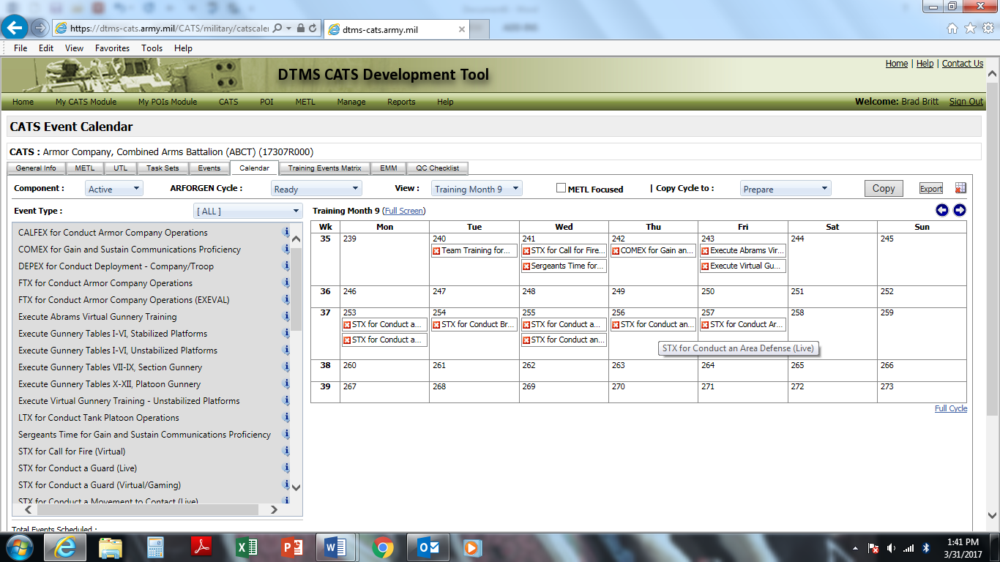 https://dtms-cats.army.mil/CATS/military/catscaler
dtms-cats.army.mil
File Edit View Favorites Tools Help
Home | Help | Contact Us
DTMS CATS Development Tool
Home My CATS Module My POIs Module CATS POI METL Manage Reports Help Welcome: Brad Britt Sign Out
CATS Event Calendar
CATS : Armor Company, Combined Arms Battalion (ABCT) (17307R000)
General Info METL UTL Task Sets Events Calendar Training Events Matrix EMM QC Checklist
Component : Active ARFORGEN Cycle : Ready View : Training Month 9 METL Focused | Copy Cycle to : Prepare Copy Export
Event Type : [ ALL ]
CALFEX for Conduct Armor Company Operations
COMEX for Gain and Sustain Communications Proficiency
DEPEX for Conduct Deployment - Company/Troop
FTX for Conduct Armor Company Operations
FTX for Conduct Armor Company Operations (EXEVAL)
Execute Abrams Virtual Gunnery Training
Execute Gunnery Tables I-VI, Stabilized Platforms
Execute Gunnery Tables I-VI, Unstabilized Platforms
Execute Gunnery Tables VII-IX, Section Gunnery
Execute Gunnery Tables X-XII, Platoon Gunnery
Execute Virtual Gunnery Training - Unstabilized Platforms
LTX for Conduct Tank Platoon Operations
Sergeants Time for Gain and Sustain Communications Proficiency
STX for Call for Fire (Virtual)
STX for Conduct a Guard (Live)
STX for Conduct a Guard (Virtual/Gaming)
STX for Conduct a Movement to Contact (Live)
Total Events Scheduled :
Training Month 9 (Full Screen)
Wk Mon Tue Wed Thu Fri Sat Sun
35 239 240 241 242 243 244 245
Team Training for... STX for Call for Fire... COMEX for Gain an... Execute Abrams Vir...
Sergeants Time for... Execute Virtual Gu...
36 246 247 248 249 250 251 252
37 253 254 255 256 257 258 259
STX for Conduct a... STX for Conduct Br... STX for Conduct a... STX for Conduct an... STX for Conduct Ar...
STX for Conduct a... STX for Conduct an...
STX for Conduct an Area Defense (Live)
38 260 261 262 263 264 265 266
39 267 268 269 270 271 272 273
Full Cycle
1:41 PM
3/31/2017